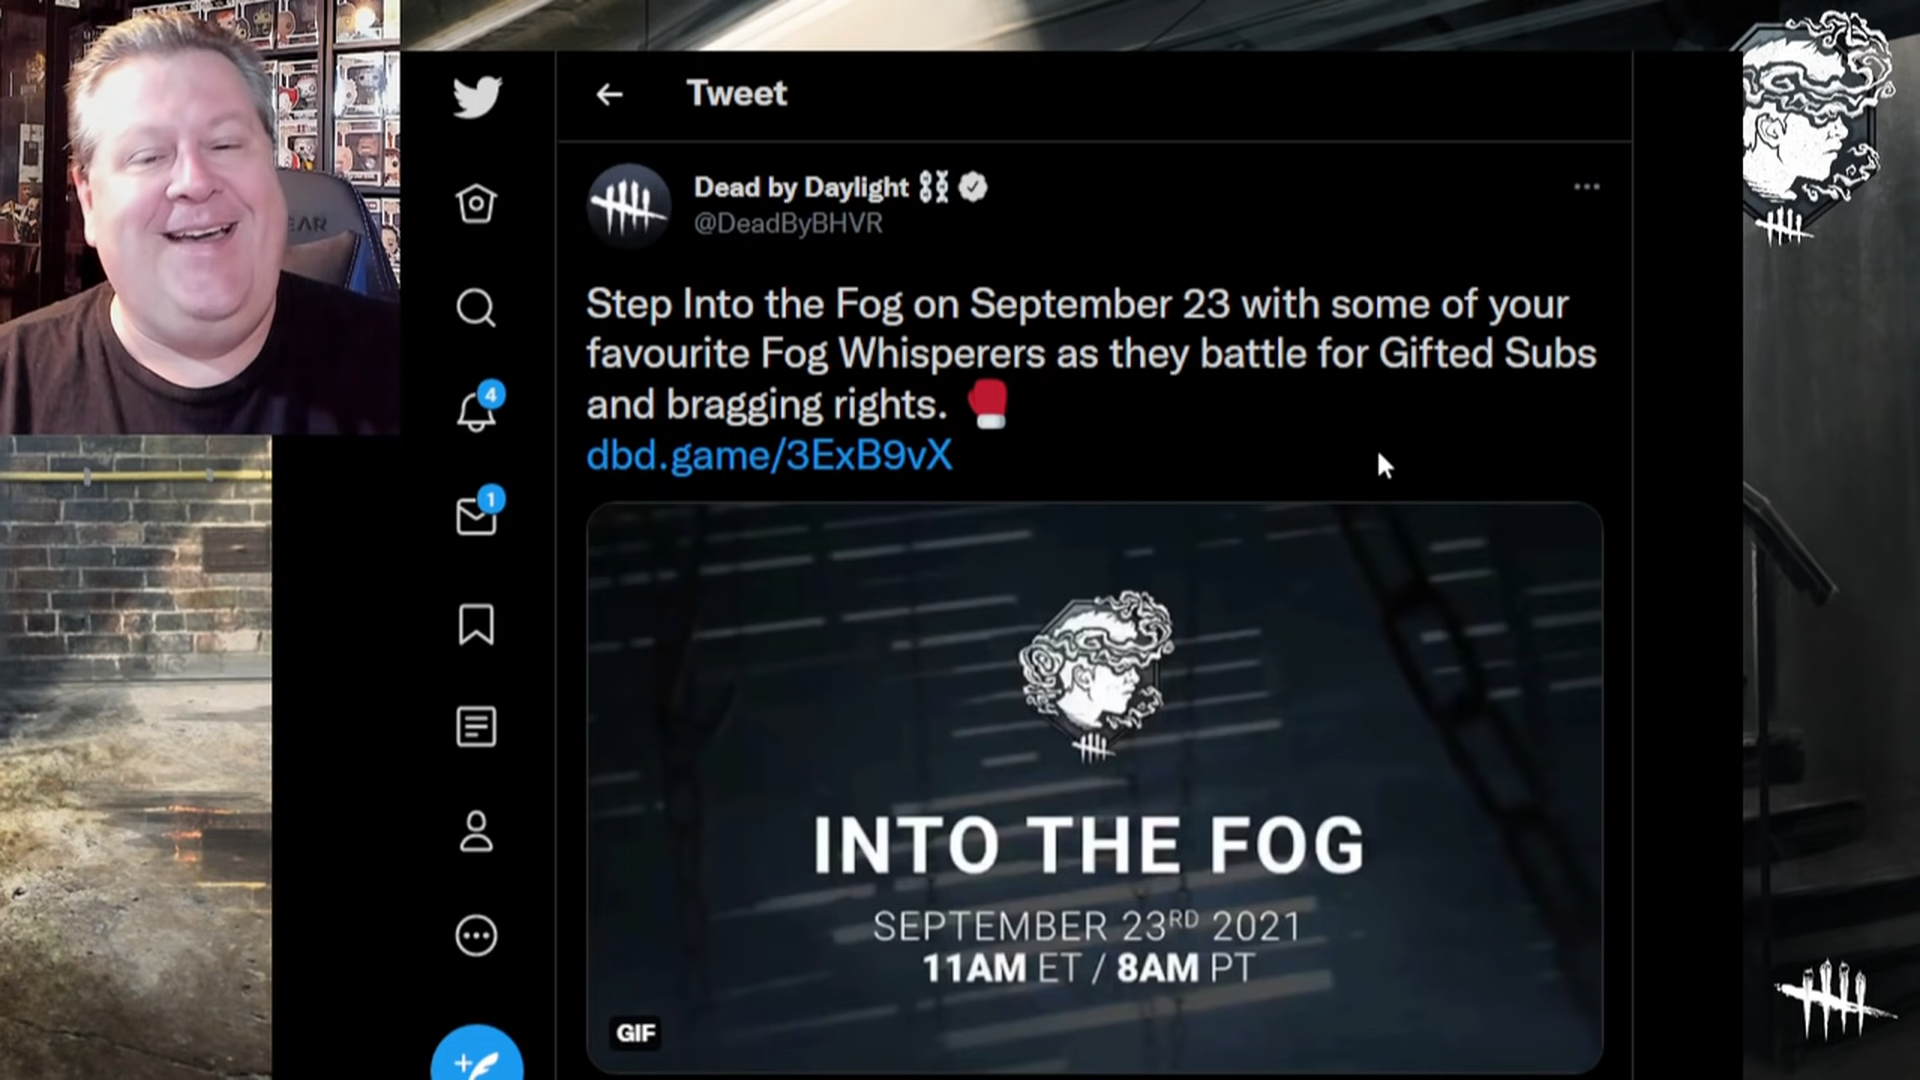 Tweet
Dead by Daylight
@DeadByBHVR
Step Into the Fog on September 23 with some of your
favourite Fog Whisperers as they battle for Gifted Subs
and bragging rights. 🥊
dbd.game/3ExB9vX
4
1
INTO THE FOG
SEPTEMBER 23RD 2021
11AM ET / 8AM PT
GIF
EAR